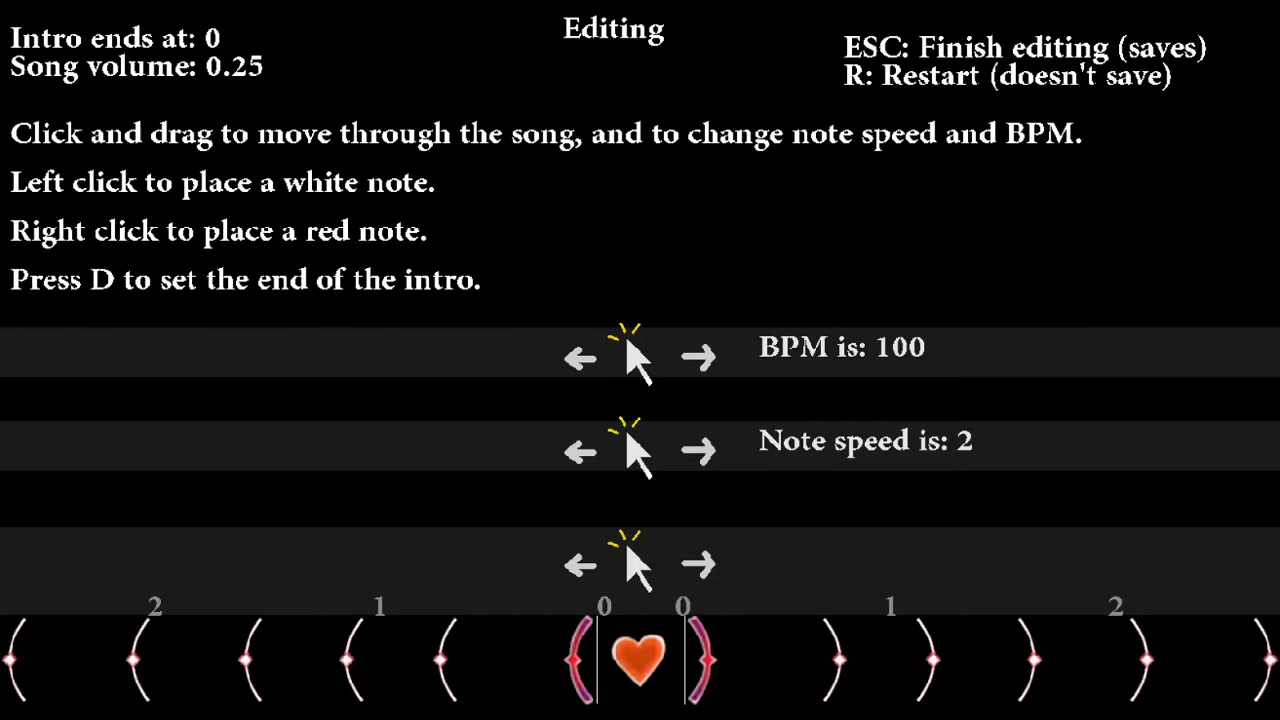 Intro ends at: 0
Song volume: 0.25
Editing
ESC: Finish editing (saves)
R: Restart (doesn't save)
Click and drag to move through the song, and to change note speed and BPM.
Left click to place a white note.
Right click to place a red note.
Press D to set the end of the intro.
BPM is: 100
Note speed is: 2
2 1 0 0 1 2